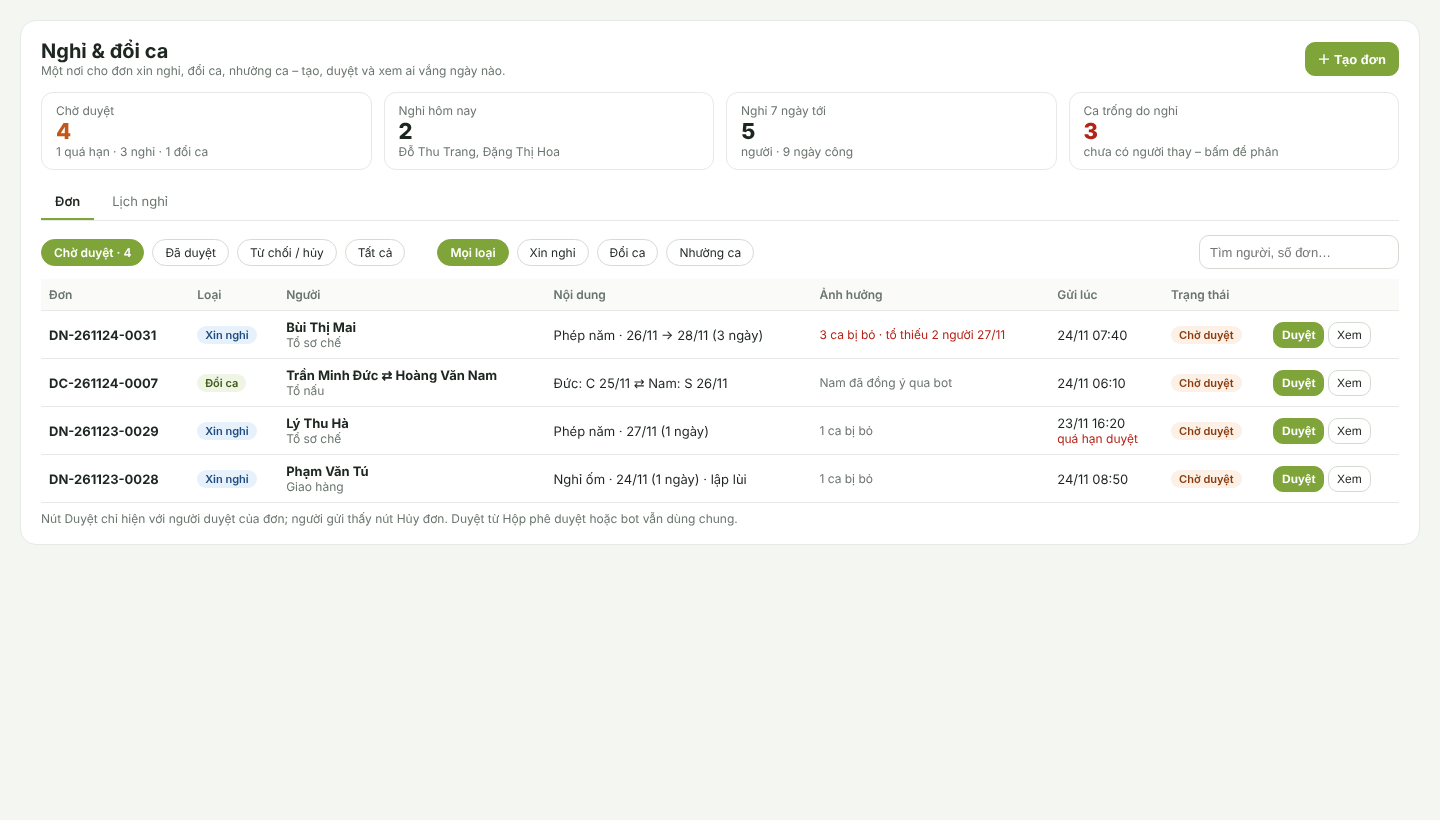 Nghỉ & đổi ca
Một nơi cho đơn xin nghỉ, đổi ca, nhường ca – tạo, duyệt và xem ai vắng ngày nào.
+ Tạo đơn
Chờ duyệt
4
1 quá hạn · 3 nghỉ · 1 đổi ca
Nghỉ hôm nay
2
Đỗ Thu Trang, Đặng Thị Hoa
Nghỉ 7 ngày tới
5
người · 9 ngày công
Ca trống do nghỉ
3
chưa có người thay – bấm để phân
Đơn Lịch nghỉ
Chờ duyệt · 4 Đã duyệt Từ chối / hủy Tất cả Mọi loại Xin nghỉ Đổi ca Nhường ca Tìm người, số đơn...
Đơn Loại Người Nội dung Ảnh hưởng Gửi lúc Trạng thái
DN-261124-0031 Xin nghỉ Bùi Thị Mai Phép năm · 26/11 → 28/11 (3 ngày) 3 ca bị bỏ · tổ thiếu 2 người 27/11 24/11 07:40 Chờ duyệt Duyệt Xem
Tổ sơ chế
DC-261124-0007 Đổi ca Trần Minh Đức ⇄ Hoàng Văn Nam Đức: C 25/11 ⇄ Nam: S 26/11 Nam đã đồng ý qua bot 24/11 06:10 Chờ duyệt Duyệt Xem
Tổ nấu
DN-261123-0029 Xin nghỉ Lý Thu Hà Phép năm · 27/11 (1 ngày) 1 ca bị bỏ 23/11 16:20 Chờ duyệt Duyệt Xem
Tổ sơ chế quá hạn duyệt
DN-261123-0028 Xin nghỉ Phạm Văn Tú Nghỉ ốm · 24/11 (1 ngày) · lập lùi 1 ca bị bỏ 24/11 08:50 Chờ duyệt Duyệt Xem
Giao hàng
Nút Duyệt chỉ hiện với người duyệt của đơn; người gửi thấy nút Hủy đơn. Duyệt từ Hộp phê duyệt hoặc bot vẫn dùng chung.